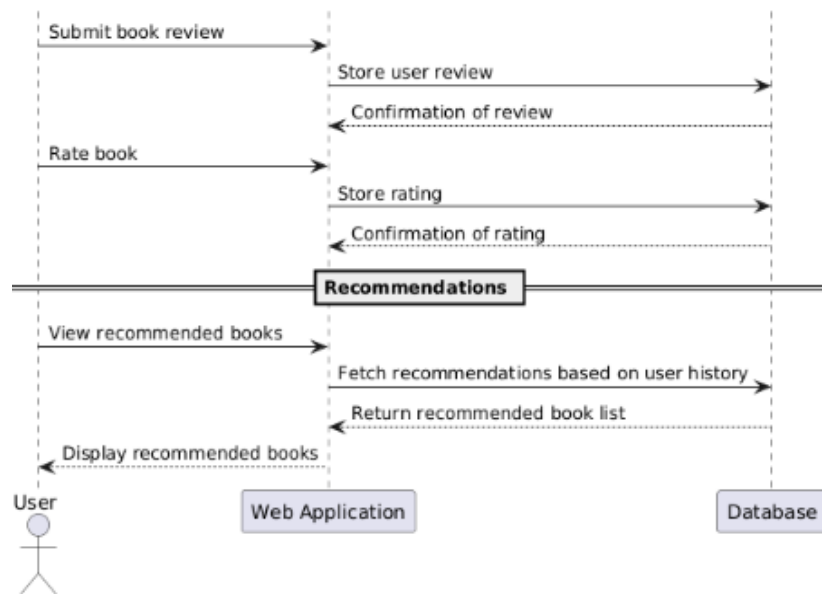 Submit book review
Store user review
Confirmation of review
Rate book
Store rating
Confirmation of rating
Recommendations
View recommended books
Fetch recommendations based on user history
Return recommended book list
Display recommended books
User
Web Application
Database